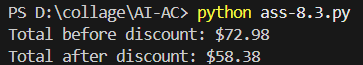 PS D:\collage\AI-AC> python ass-8.3.py
Total before discount: $72.98
Total after discount: $58.38